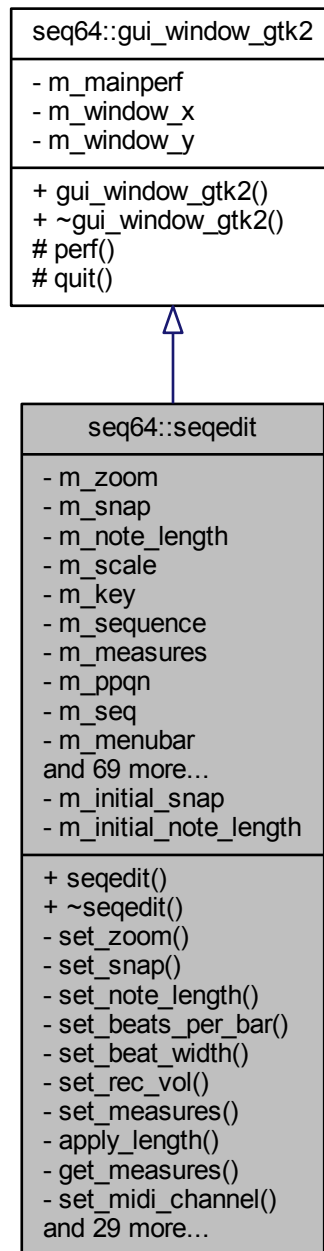 seq64::gui_window_gtk2
- m_mainperf
- m_window_x
- m_window_y
+ gui_window_gtk2()
+ ~gui_window_gtk2()
# perf()
# quit()
seq64::seqedit
- m_zoom
- m_snap
- m_note_length
- m_scale
- m_key
- m_sequence
- m_measures
- m_ppqn
- m_seq
- m_menubar
and 69 more...
- m_initial_snap
- m_initial_note_length
+ seqedit()
+ ~seqedit()
- set_zoom()
- set_snap()
- set_note_length()
- set_beats_per_bar()
- set_beat_width()
- set_rec_vol()
- set_measures()
- apply_length()
- get_measures()
- set_midi_channel()
and 29 more...